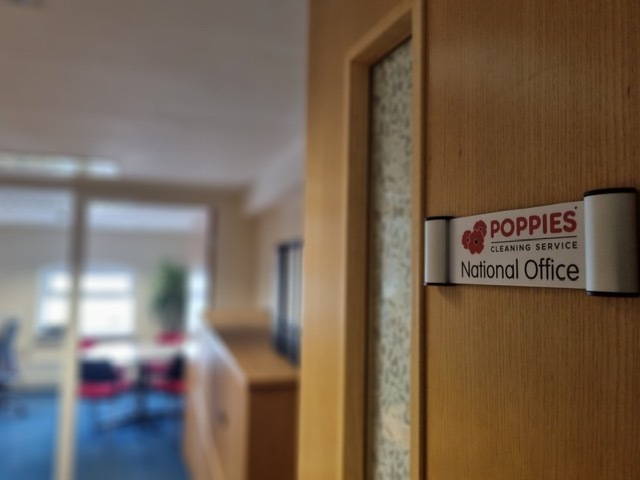 POPPIES
CLEANING SERVICE
National Office